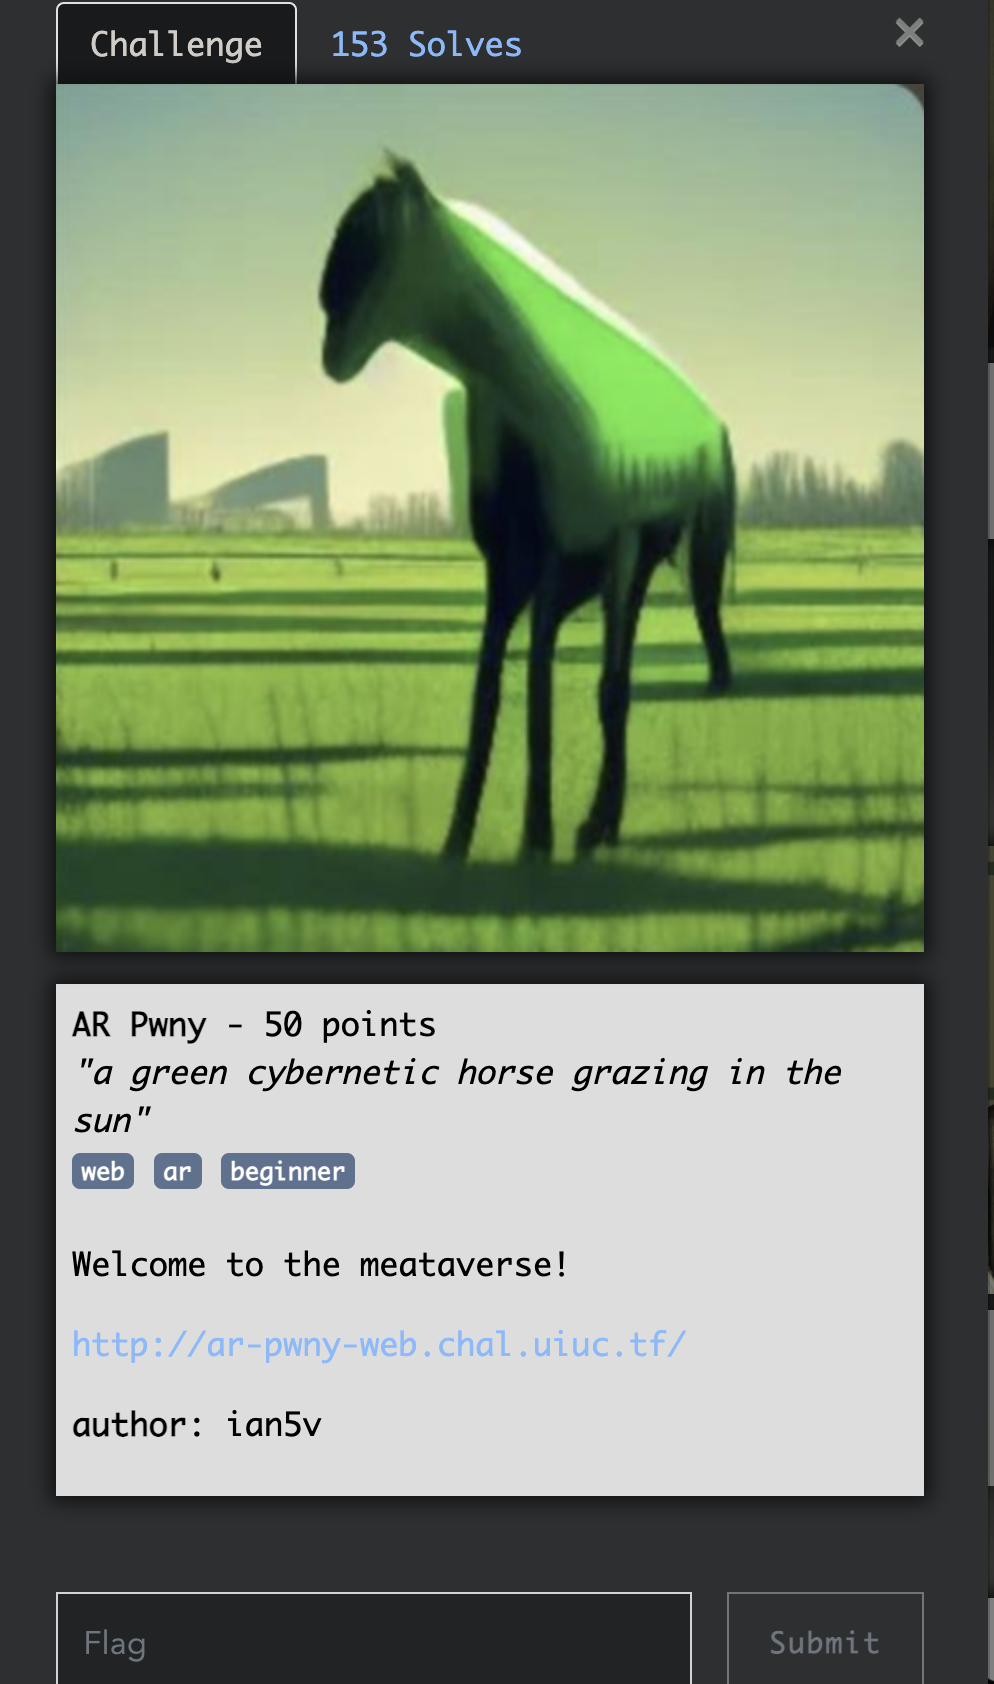 Challenge
153 Solves
×
AR Pwny - 50 points
"a green cybernetic horse grazing in the
sun"
web ar beginner
Welcome to the meataverse!
http://ar-pwny-web.chal.uiuc.tf/
author: ian5v
Flag
Submit